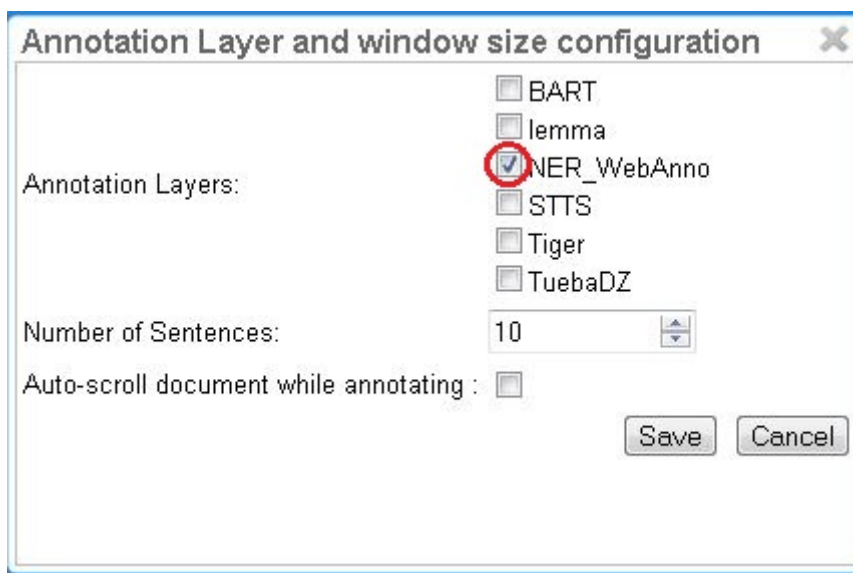 Annotation Layer and window size configuration
BART
lemma
Annotation Layers:
NER_WebAnno
STTS
Tiger
TuebaDZ
Number of Sentences: 10
Auto-scroll document while annotating :
Save Cancel